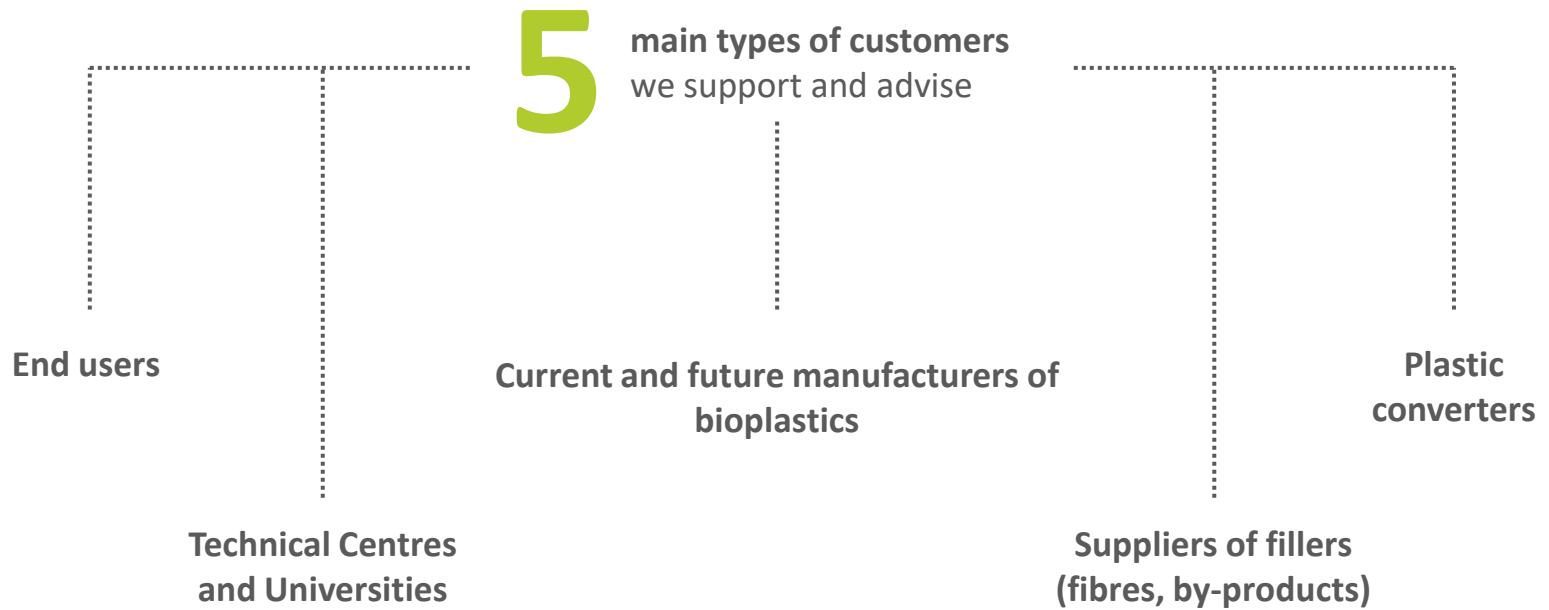 5
main types of customers
we support and advise
End users
Technical Centres
and Universities
Current and future manufacturers of
bioplastics
Suppliers of fillers
(fibres, by-products)
Plastic
converters